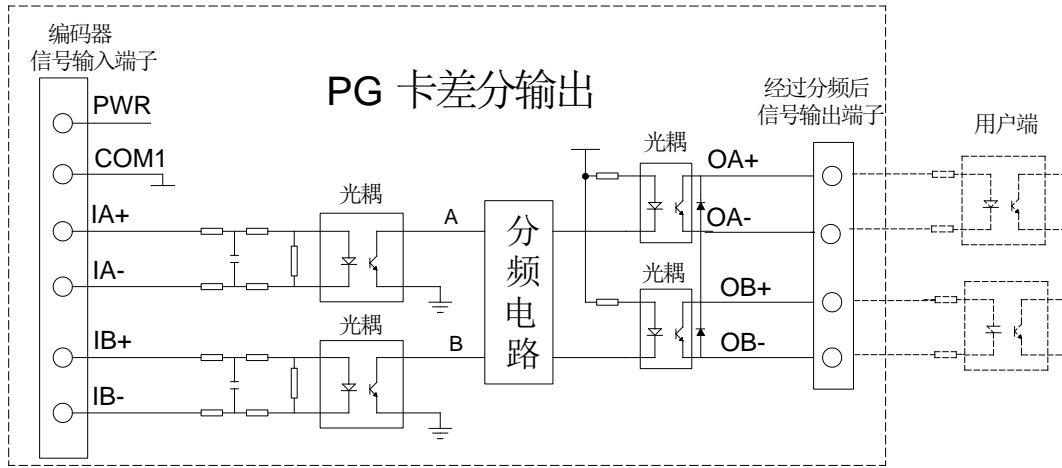 编码器
信号输入端子
PG 卡差分输出
经过分频后
信号输出端子
用户端
PWR
COM1
IA+
IA-
IB+
IB-
光耦
光耦
A
B
分频电路
光耦
光耦
OA+
OA-
OB+
OB-